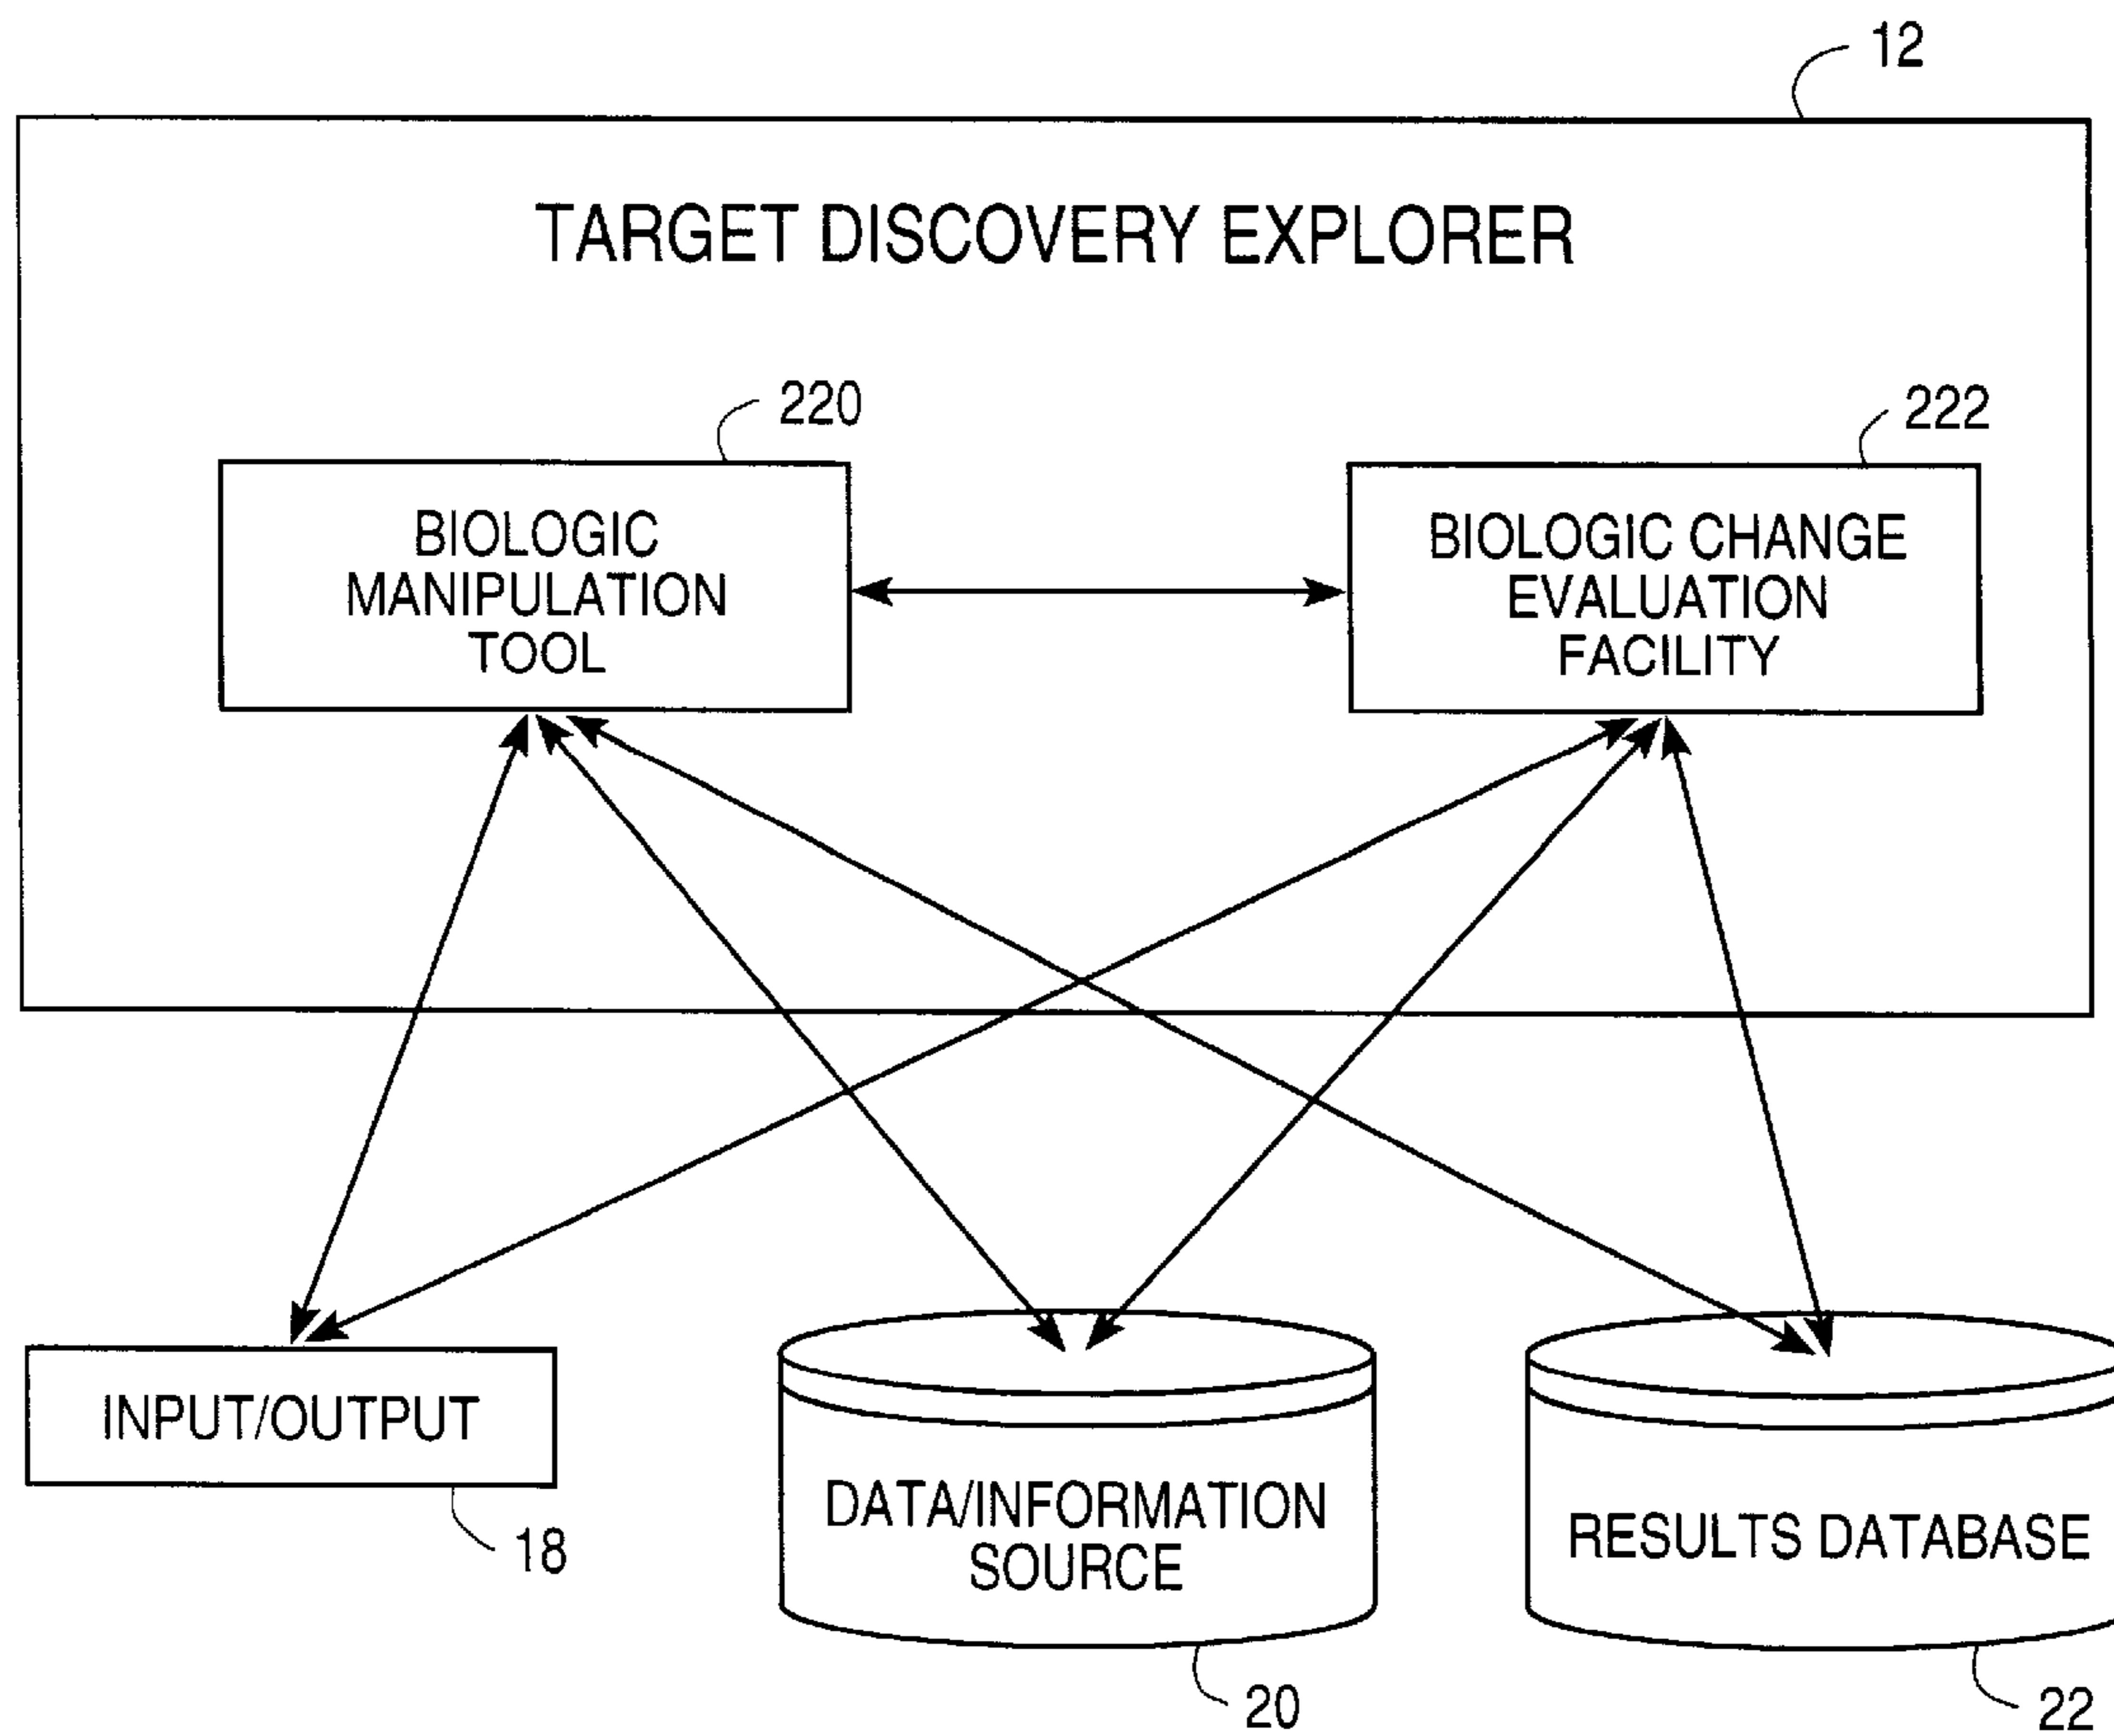 12
TARGET DISCOVERY EXPLORER
220
222
BIOLOGIC
MANIPULATION
TOOL
BIOLOGIC CHANGE
EVALUATION
FACILITY
INPUT/OUTPUT
18
DATA/INFORMATION
SOURCE
20
RESULTS DATABASE
22